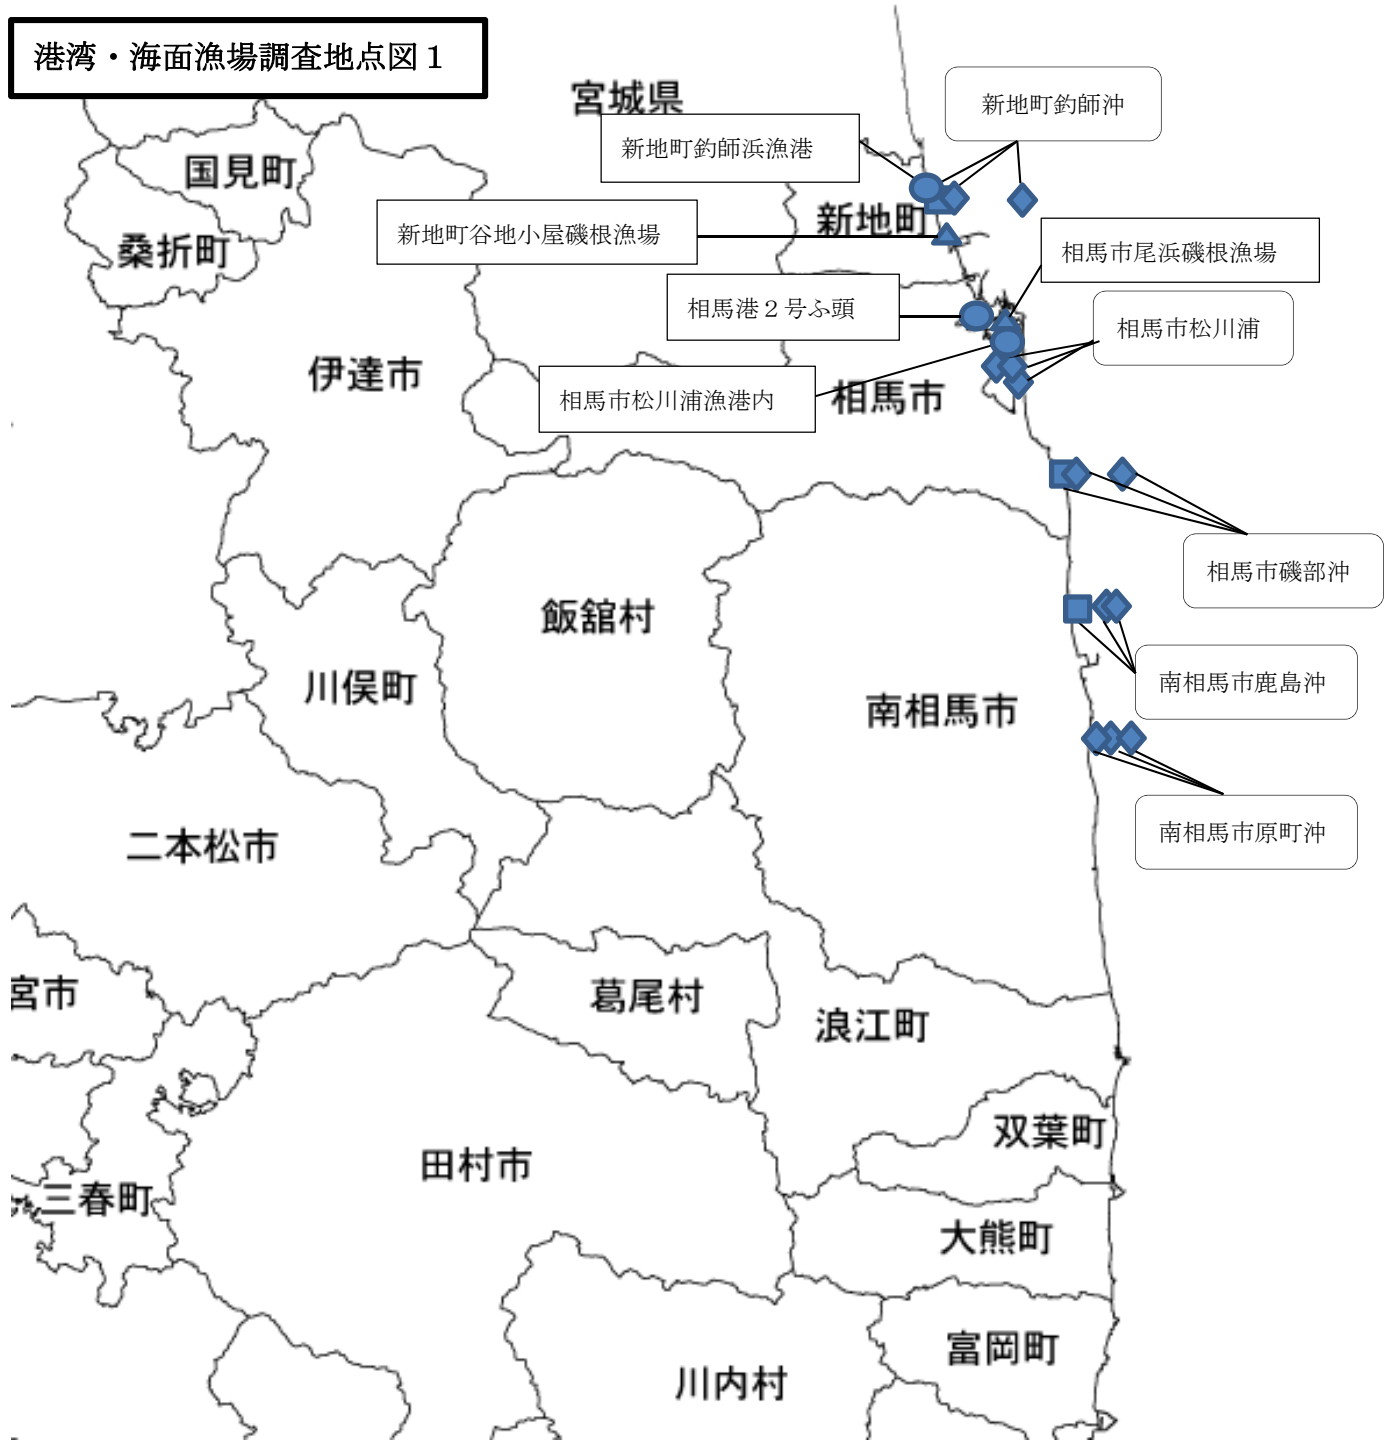 港湾・海面漁場調査地点図１
宮城県
新地町釣師沖
新地町釣師浜漁港
国見町
新地町
新地町谷地小屋磯根漁場
桑折町
相馬市尾浜磯根漁場
相馬港２号ふ頭
相馬市松川浦
伊達市
相馬市松川浦漁港内
相馬市
相馬市磯部沖
飯舘村
川俣町
南相馬市鹿島沖
南相馬市
南相馬市原町沖
二本松市
宮市
葛尾村
浪江町
双葉町
田村市
三春町
大熊町
富岡町
川内村